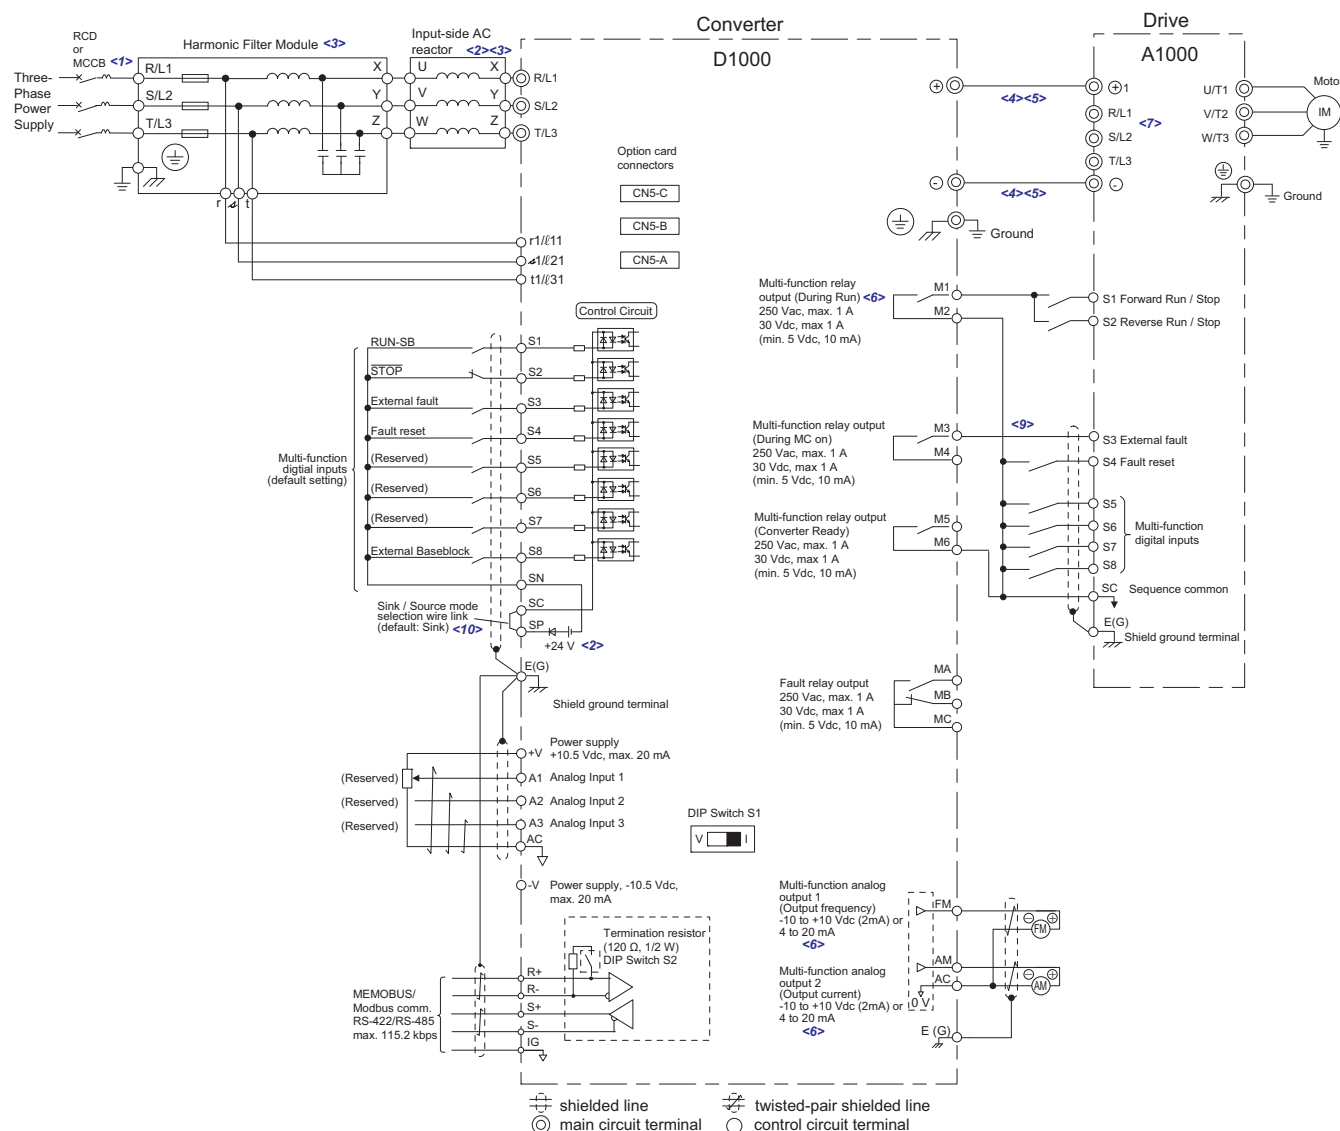 Converter
D1000
Drive
A1000
RCD
or
MCCB <1>
Harmonic Filter Module <3>
Input-side AC
reactor <2><3>
Three-
Phase
Power
Supply
R/L1
S/L2
T/L3
X
Y
Z
U
V
W
X
Y
Z
R/L1
S/L2
T/L3
r
t
r1/ℓ11
1/ℓ21
t1/ℓ31
Option card
connectors
CN5-C
CN5-B
CN5-A
+
-
<4><5>
<4><5>
Ground
+1
R/L1
<7>
S/L2
T/L3
-
U/T1
V/T2
W/T3
Moto
IM
Ground
Control Circuit
Multi-function
digtial inputs
(default setting)
RUN-SB
S1
STOP
S2
External fault
S3
Fault reset
S4
(Reserved)
S5
(Reserved)
S6
(Reserved)
S7
External Baseblock
S8
SN
SC
SP
Sink / Source mode
selection wire link
(default: Sink) <10>
+24 V <2>
E(G)
Shield ground terminal
Multi-function relay
output (During Run) <6>
250 Vac, max. 1 A
30 Vdc, max 1 A
(min. 5 Vdc, 10 mA)
M1
M2
S1 Forward Run / Stop
S2 Reverse Run / Stop
Multi-function relay output
(During MC on)
250 Vac, max. 1 A
30 Vdc, max 1 A
(min. 5 Vdc, 10 mA)
M3
M4
<9>
S3 External fault
S4 Fault reset
Multi-function relay output
(Converter Ready)
250 Vac, max. 1 A
30 Vdc, max 1 A
(min. 5 Vdc, 10 mA)
M5
M6
S5
S6
S7
S8
Multi-function
digital inputs
SC
Sequence common
E(G)
Shield ground terminal
Fault relay output
250 Vac, max. 1 A
30 Vdc, max 1 A
(min. 5 Vdc, 10 mA)
MA
MB
MC
+V
Power supply
+10.5 Vdc, max. 20 mA
(Reserved)
A1 Analog Input 1
(Reserved)
A2 Analog Input 2
(Reserved)
A3 Analog Input 3
AC
-V Power supply, -10.5 Vdc,
max. 20 mA
DIP Switch S1
V
I
Termination resistor
(120 Ω, 1/2 W)
DIP Switch S2
MEMOBUS/
Modbus comm.
RS-422/RS-485
max. 115.2 kbps
R+
R-
S+
S-
IG
Multi-function analog
output 1
(Output frequency)
-10 to +10 Vdc (2mA) or
4 to 20 mA
<6>
Multi-function analog
output 2
(Output current)
-10 to +10 Vdc (2mA) or
4 to 20 mA
<6>
FM
AM
AC
0 V
E (G)
- +
FM
- +
AM
shielded line
twisted-pair shielded line
main circuit terminal
control circuit terminal